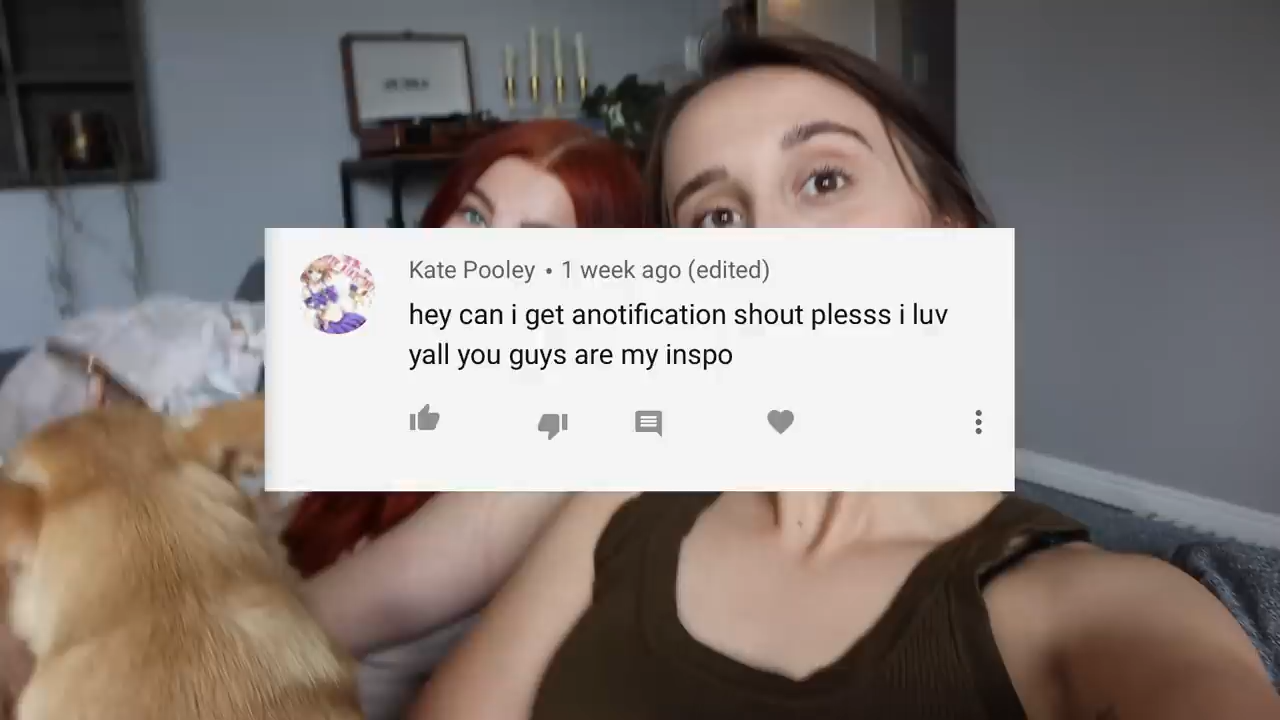 Kate Pooley • 1 week ago (edited)
hey can i get anotification shout plesss i luv
yall you guys are my inspo